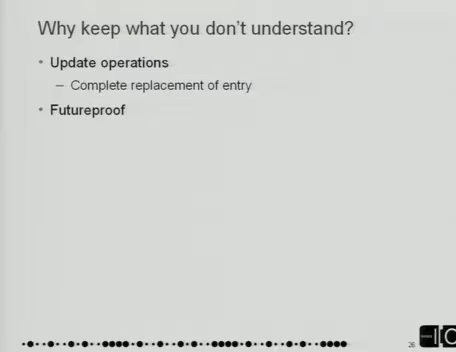 Why keep what you don't understand?
• Update operations
– Complete replacement of entry
• Futureproof
26